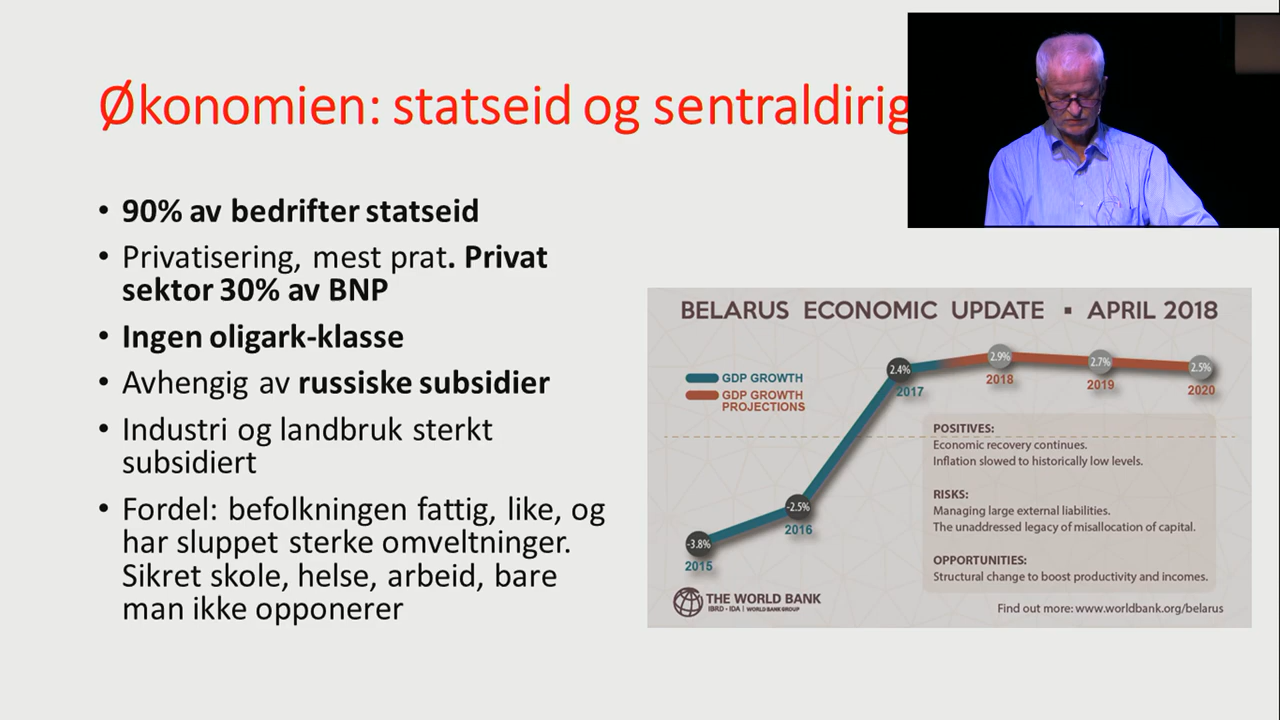 Økonomien: statseid og sentraldirig
• 90% av bedrifter statseid
• Privatisering, mest prat. Privat
sektor 30% av BNP
• Ingen oligark-klasse
• Avhengig av russiske subsidier
• Industri og landbruk sterkt
subsidiert
• Fordel: befolkningen fattig, like, og
har sluppet sterke omveltninger.
Sikret skole, helse, arbeid, bare
man ikke opponerer
BELARUS ECONOMIC UPDATE ▪ APRIL 2018
GDP GROWTH
GDP GROWTH
PROJECTIONS
-3.8%
2015
-2.5%
2016
2.4%
2017
2.9%
2018
2.7%
2019
2.5%
2020
POSITIVES:
Economic recovery continues.
Inflation slowed to historically low levels.
RISKS:
Managing large external liabilities.
The unaddressed legacy of misallocation of capital.
OPPORTUNITIES:
Structural change to boost productivity and incomes.
THE WORLD BANK
IBRD • IDA | WORLD BANK GROUP
Find out more: www.worldbank.org/belarus